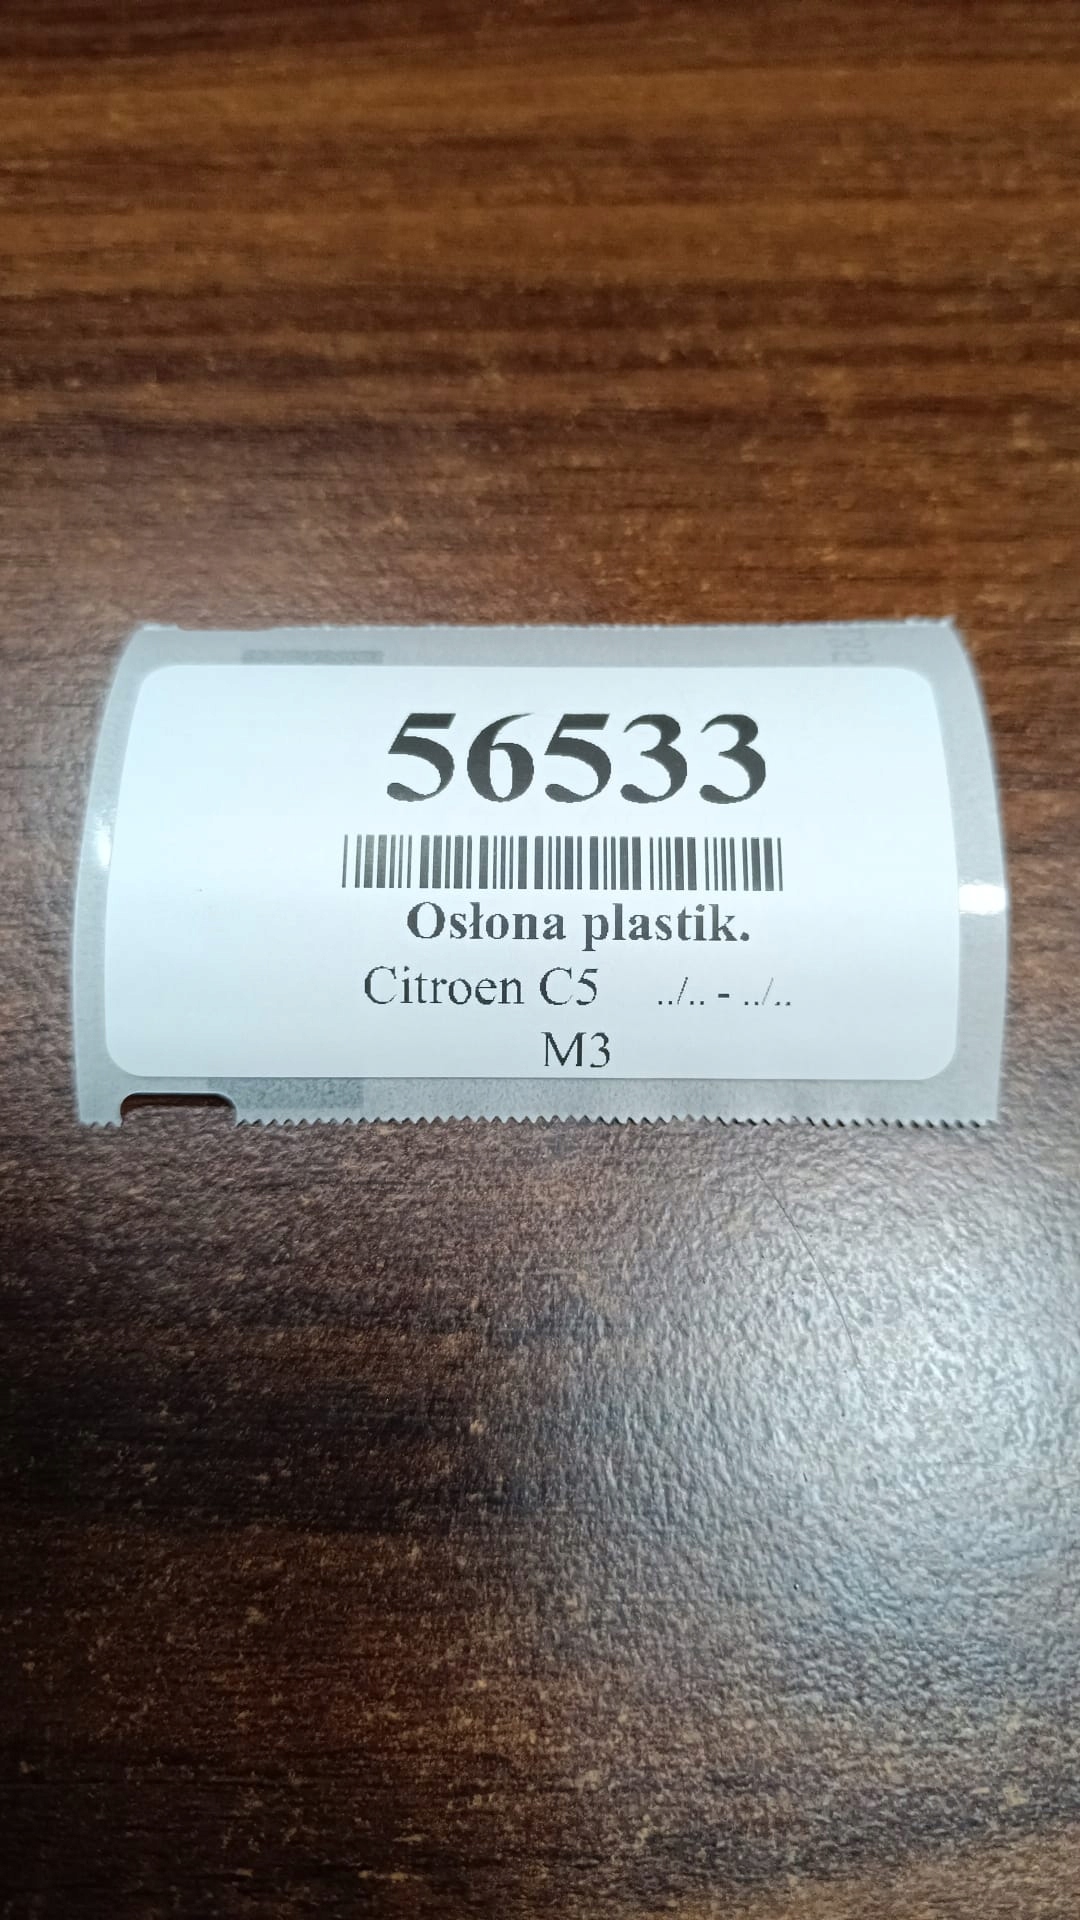 56533
Osłona plastik.
Citroen C5 ../.. - ../..
M3